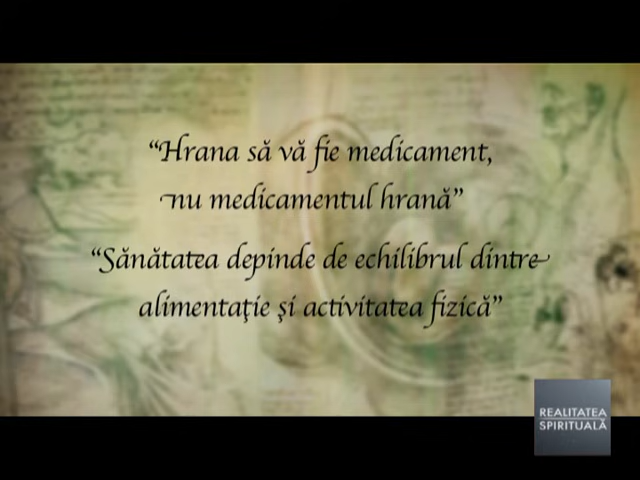 “Hrana să vă fie medicament,
nu medicamentul hrană”
“Sănătatea depinde de echilibrul dintre
alimentaţie şi activitatea fizică”
REALITATEA
SPIRITUALĂ